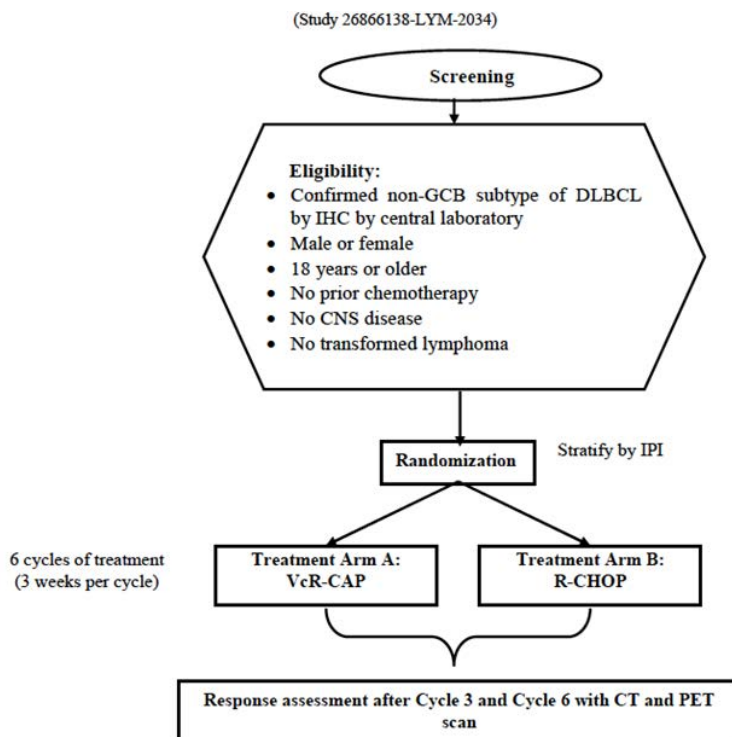 (Study 26866138-LYM-2034)
Screening
Eligibility:
• Confirmed non-GCB subtype of DLBCL
by IHC by central laboratory
• Male or female
• 18 years or older
• No prior chemotherapy
• No CNS disease
• No transformed lymphoma
Randomization
Stratify by IPI
6 cycles of treatment
(3 weeks per cycle)
Treatment Arm A:
VcR-CAP
Treatment Arm B:
R-CHOP
Response assessment after Cycle 3 and Cycle 6 with CT and PET
scan